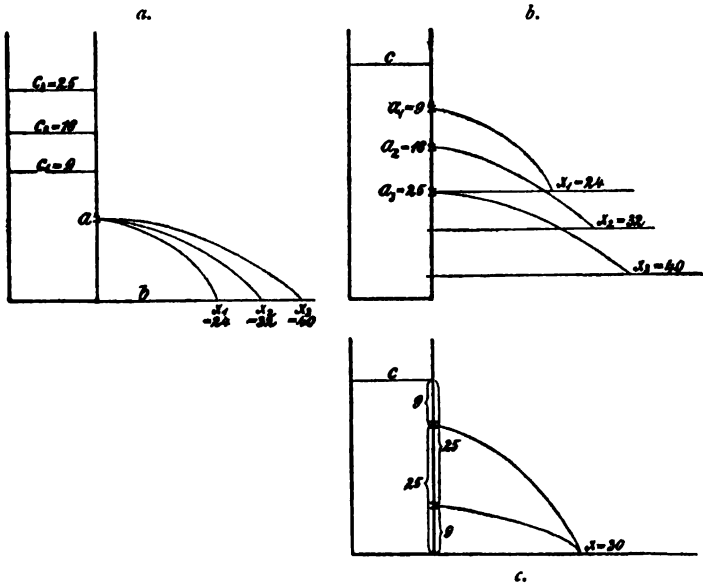 a.
C₃=25
C₂=16
C₁=9
a
b
x₁ =24
x₂ =32
x₃ =40
b.
c
a₁=9
a₂=16
a₃=25
x₁=24
x₂=32
x₃=40
c
9
25
25
9
x=30
c.